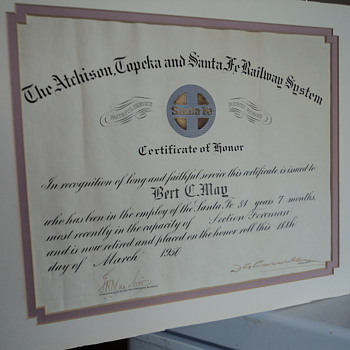 The Atchison, Topeka and Santa Fe Railway System
Santa Fe
Certificate of Honor
In recognition of long and faithful service this certificate is issued to
Bert C. May
who has been in the employ of the Santa Fe 31 years 7 months
most recently in the capacity of Section Foreman
and is now retired and placed on the honor roll this 18th
day of March 1950